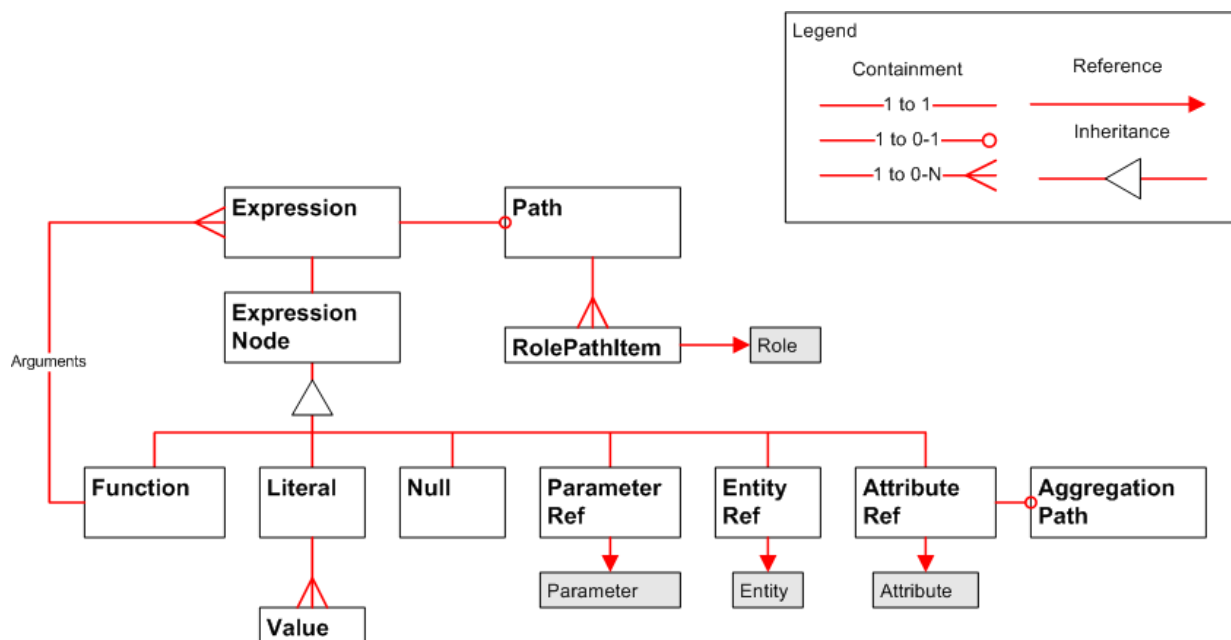 Legend
Containment
Reference
1 to 1
1 to 0-1
Inheritance
1 to 0-N
Expression
Path
Expression
Node
RolePathItem
Role
Arguments
Function
Literal
Null
Parameter
Ref
Entity
Ref
Attribute
Ref
Aggregation
Path
Parameter
Entity
Attribute
Value